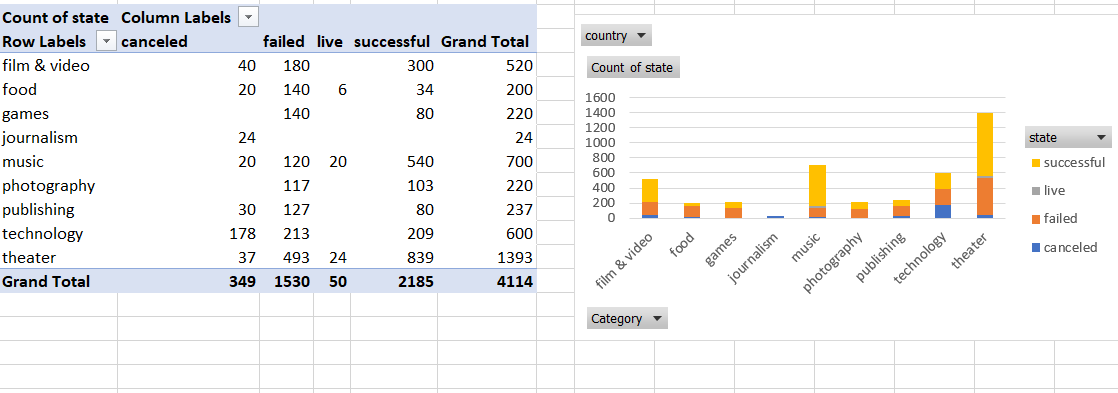 Count of state Column Labels
Row Labels canceled failed live successful Grand Total
film & video 40 180 300 520
food 20 140 6 34 200
games 140 80 220
journalism 24 24
music 20 120 20 540 700
photography 117 103 220
publishing 30 127 80 237
technology 178 213 209 600
theater 37 493 24 839 1393
Grand Total 349 1530 50 2185 4114
country
Count of state
1600
1400
1200
1000
800
600
400
200
0
film & video
food
games
journalism
music
photography
publishing
technology
theater
state
successful
live
failed
canceled
Category